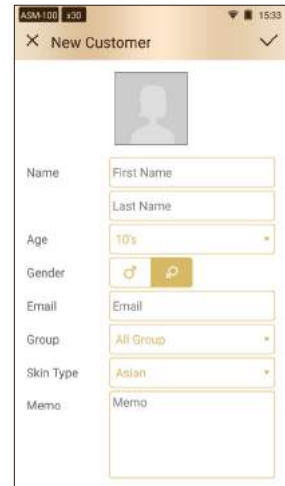 ASM-100 x30 15:33
New Customer
Name First Name
Last Name
Age 10's
Gender
Email Email
Group All Group
Skin Type Asian
Memo Memo